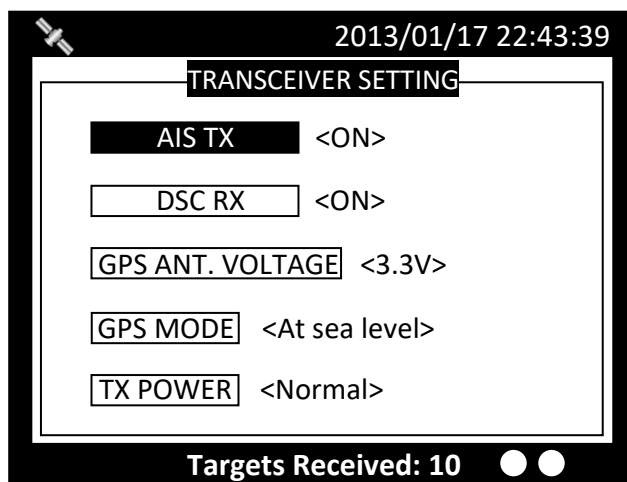 2013/01/17 22:43:39
TRANSCEIVER SETTING
AIS TX <ON>
DSC RX <ON>
GPS ANT. VOLTAGE <3.3V>
GPS MODE <At sea level>
TX POWER <Normal>
Targets Received: 10